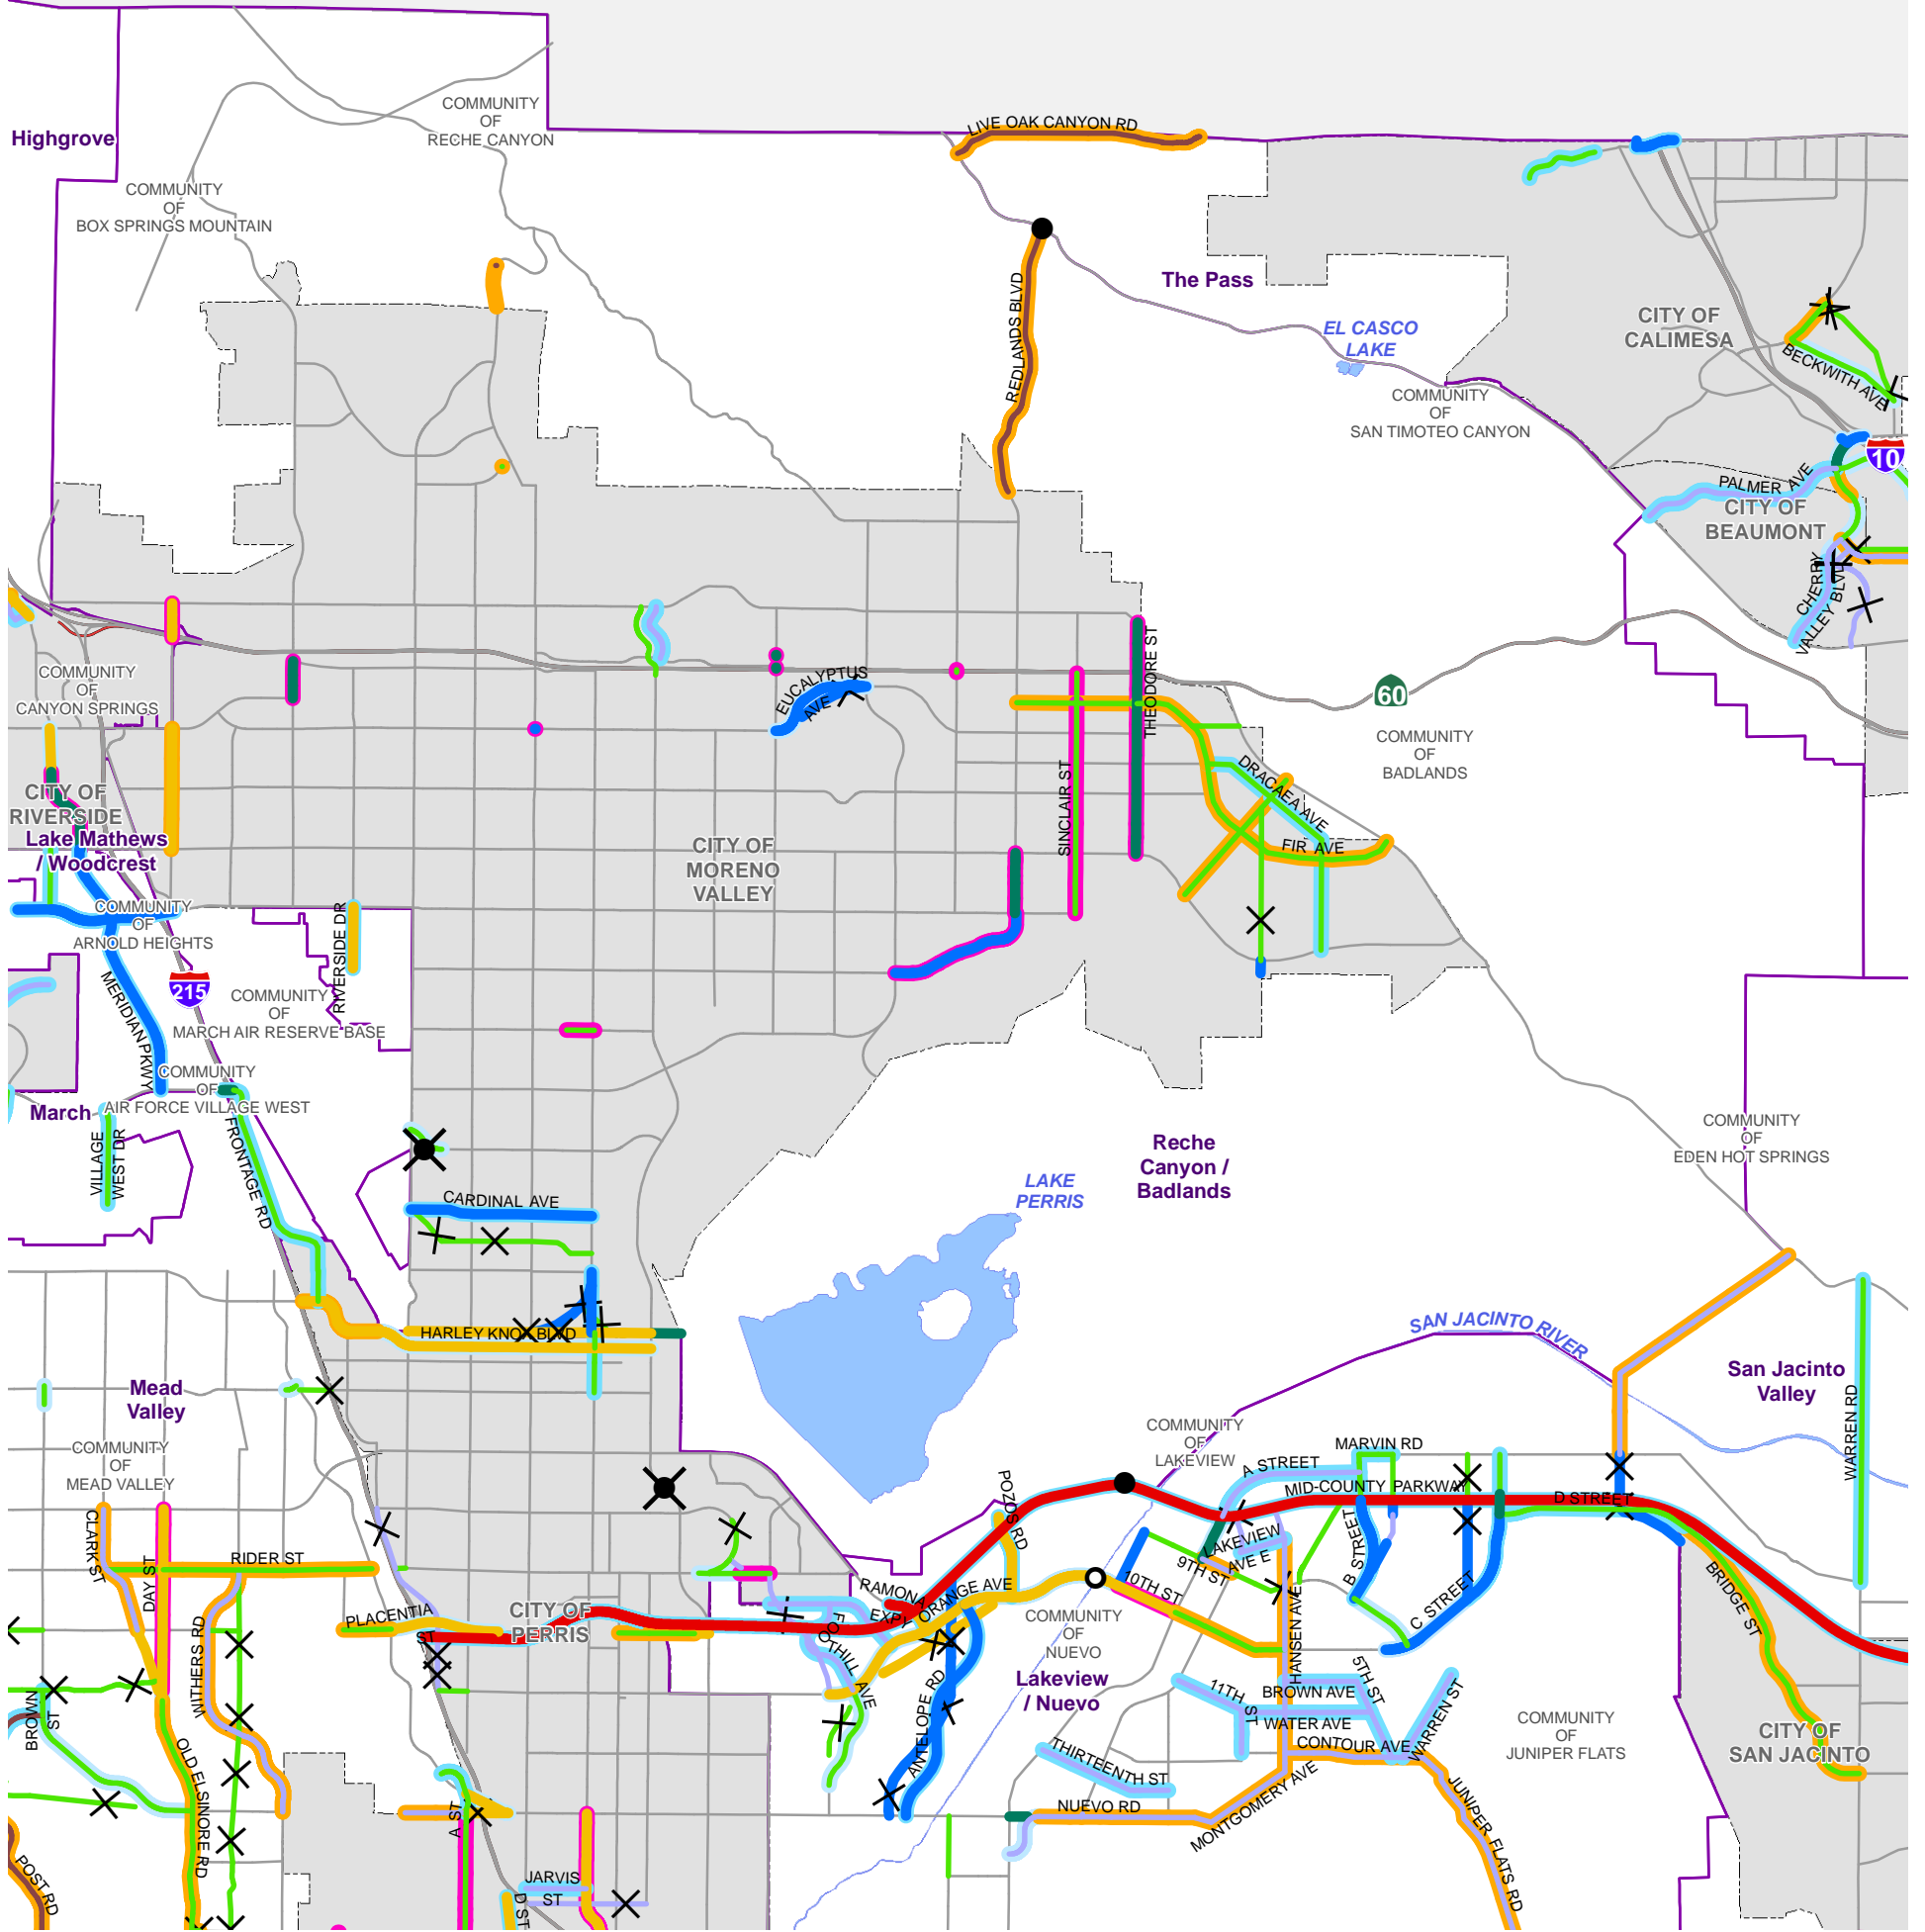 COMMUNITY
OF
RECHE CANYON
LIVE OAK CANYON RD
Highgrove
COMMUNITY
OF
BOX SPRINGS MOUNTAIN
The Pass
REDLANDS BLVD
EL CASCO
LAKE
CITY OF
CALIMESA
BECKWITH AVE
COMMUNITY
OF
SAN TIMOTEO CANYON
10
PALMER AVE
CITY OF
BEAUMONT
CHERRY
VALLEY BLVD
COMMUNITY
OF
CANYON SPRINGS
EUCALYPTUS
AVE
THEODORE ST
60
COMMUNITY
OF
BADLANDS
SINCLAIR ST
DRACAEA AVE
FIR AVE
CITY OF
RIVERSIDE
Lake Mathews
/ Woodcrest
CITY OF
MORENO
VALLEY
COMMUNITY
OF
ARNOLD HEIGHTS
RIVERSIDE DR
MERIDIAN PKWY
215
COMMUNITY
OF
MARCH AIR RESERVE BASE
COMMUNITY
OF
AIR FORCE VILLAGE WEST
March
VILLAGE
WEST DR
FRONTAGE RD
COMMUNITY
OF
EDEN HOT SPRINGS
Reche
Canyon /
Badlands
LAKE
PERRIS
CARDINAL AVE
HARLEY KNOX BLVD
SAN JACINTO RIVER
San Jacinto
Valley
WARREN RD
Mead
Valley
COMMUNITY
OF
MEAD VALLEY
COMMUNITY
OF
LAKEVIEW
MARVIN RD
A STREET
MID-COUNTY PARKWAY
D STREET
POZOS RD
CLARK ST
DAY ST
RIDER ST
LAKEVIEW
AVE E
9TH ST
B STREET
10TH ST
C STREET
BRIDGE ST
RAMONA
EXPY
ORANGE AVE
PLACENTIA
ST
CITY OF
PERRIS
WITHERS RD
FOOTHILL AVE
COMMUNITY
OF
NUEVO
HANSEN AVE
Lakeview
/ Nuevo
ANTELOPE RD
5TH ST
BROWN AVE
11TH
ST
WATER AVE
CONTOUR AVE
WARREN ST
COMMUNITY
OF
JUNIPER FLATS
CITY OF
SAN JACINTO
BROWN
ST
OLD ELSINORE RD
THIRTEENTH ST
NUEVO RD
MONTGOMERY AVE
JUNIPER FLATS RD
A ST
POST RD
JARVIS
ST
D ST